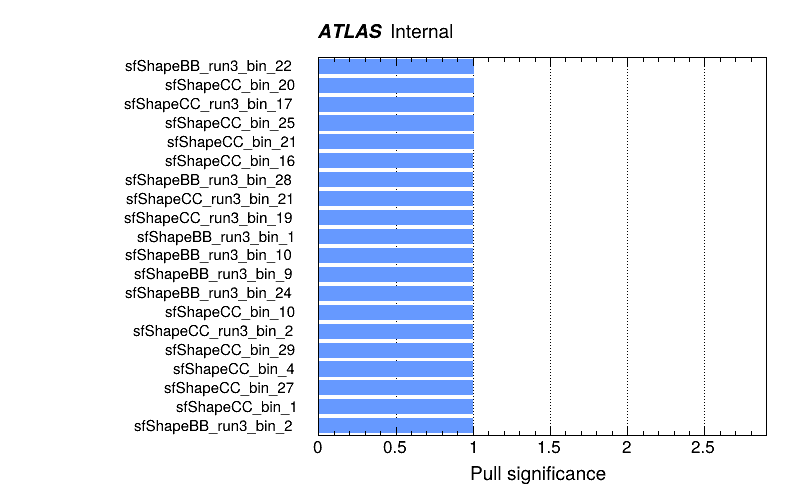 ATLAS Internal
sfShapeBB_run3_bin_22
sfShapeCC_bin_20
sfShapeCC_run3_bin_17
sfShapeCC_bin_25
sfShapeCC_bin_21
sfShapeCC_bin_16
sfShapeBB_run3_bin_28
sfShapeCC_run3_bin_21
sfShapeCC_run3_bin_19
sfShapeBB_run3_bin_1
sfShapeBB_run3_bin_10
sfShapeBB_run3_bin_9
sfShapeBB_run3_bin_24
sfShapeCC_bin_10
sfShapeCC_run3_bin_2
sfShapeCC_bin_29
sfShapeCC_bin_4
sfShapeCC_bin_27
sfShapeCC_bin_1
sfShapeBB_run3_bin_2
0 0.5 1 1.5 2 2.5
Pull significance